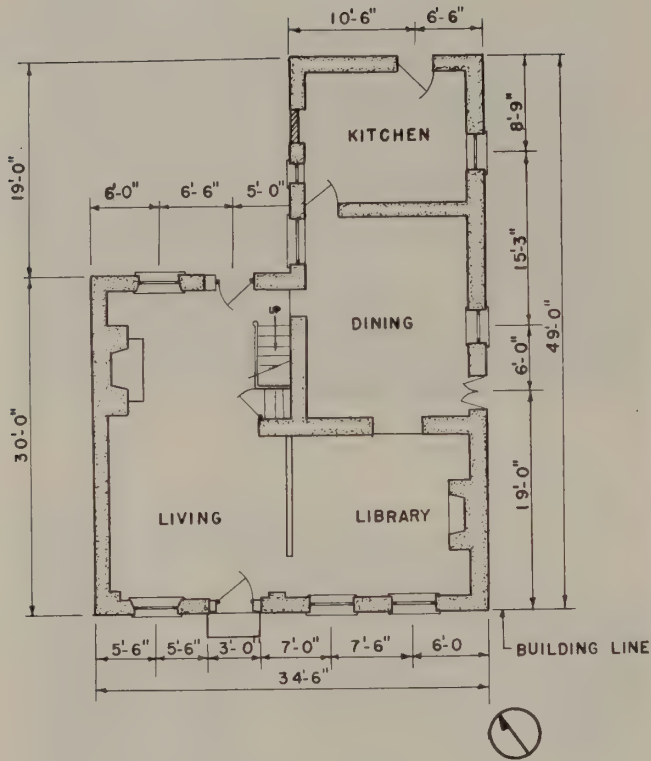 10'-6" 6'-6"
KITCHEN
8'-9"
19'-0"
6'-0" 6'-6" 5'-0"
15'-3"
49'-0"
UP
DINING
6'-0"
30'-0"
19'-0"
LIVING
LIBRARY
5'-6" 5'-6" 3'-0" 7'-0" 7'-6" 6'-0
BUILDING LINE
34'-6"